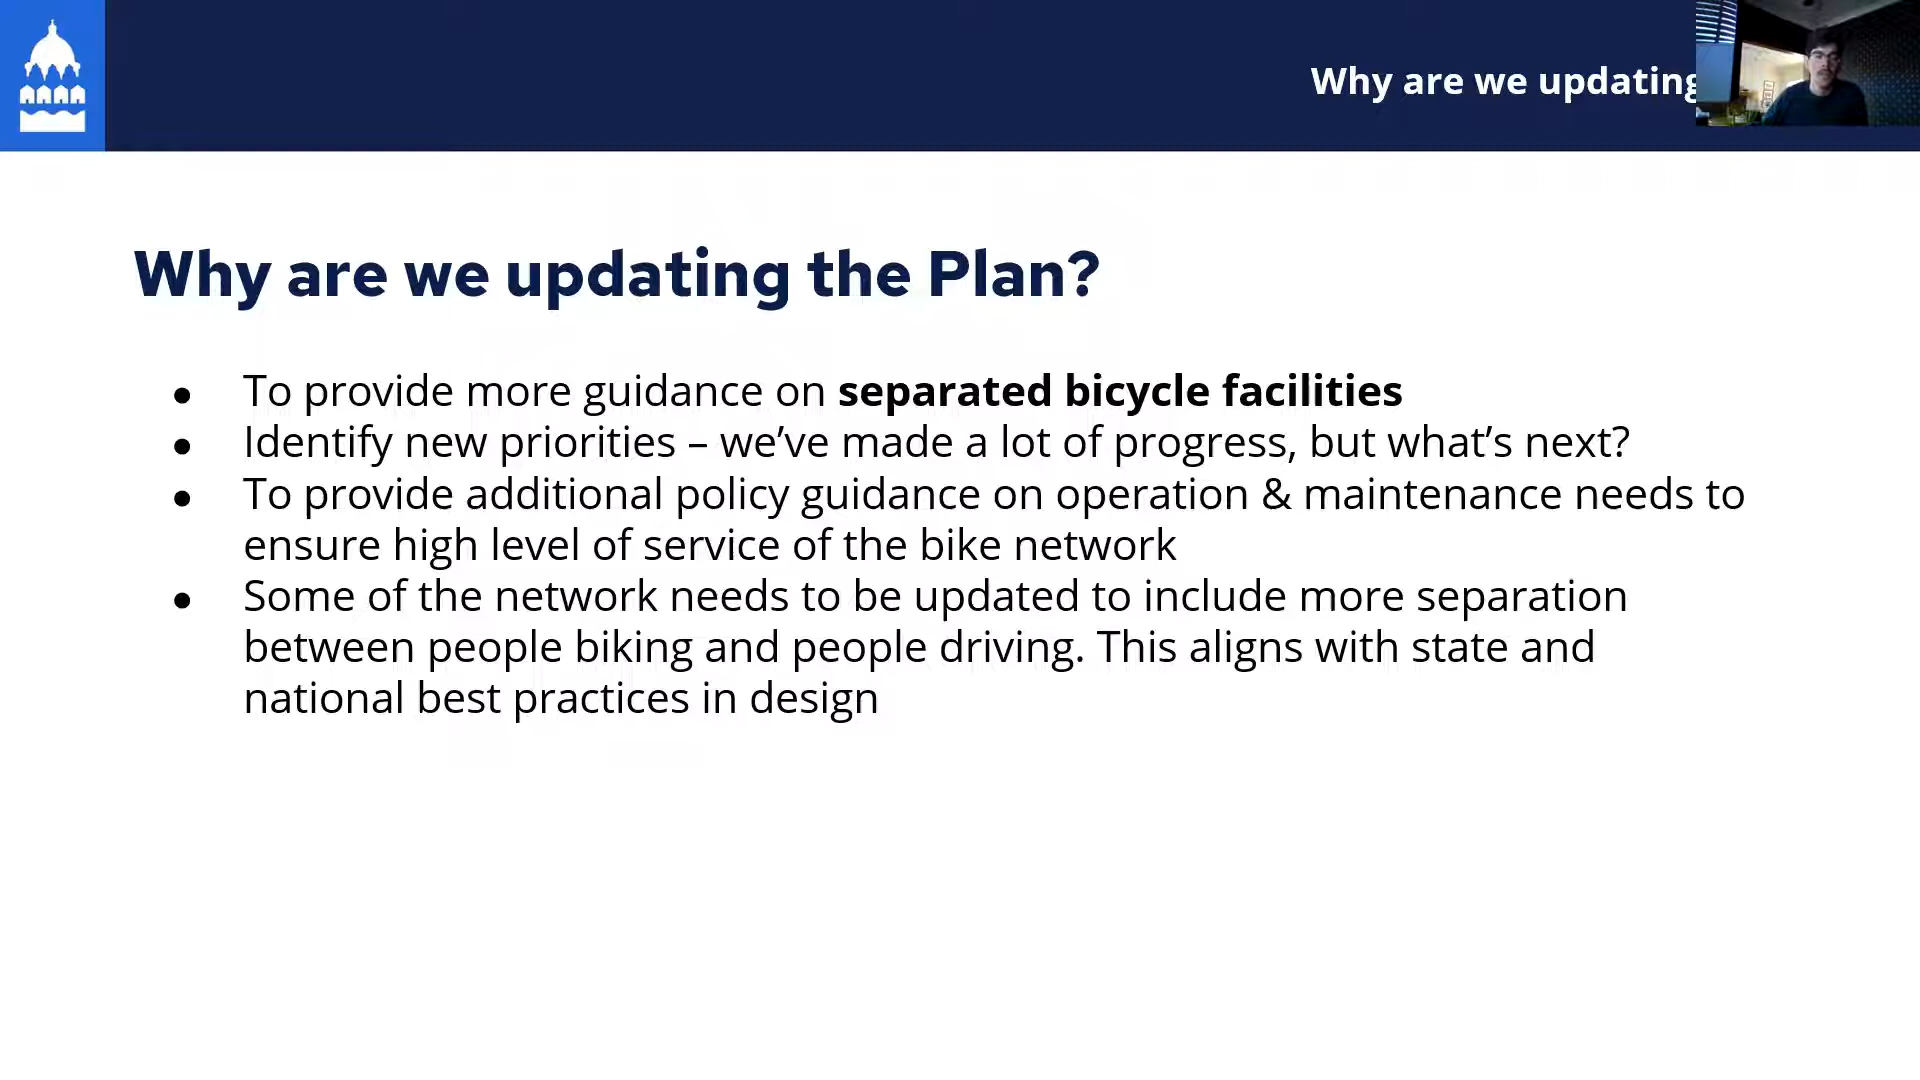 Why are we updating
Why are we updating the Plan?
● To provide more guidance on separated bicycle facilities
● Identify new priorities – we’ve made a lot of progress, but what’s next?
● To provide additional policy guidance on operation & maintenance needs to
ensure high level of service of the bike network
● Some of the network needs to be updated to include more separation
between people biking and people driving. This aligns with state and
national best practices in design